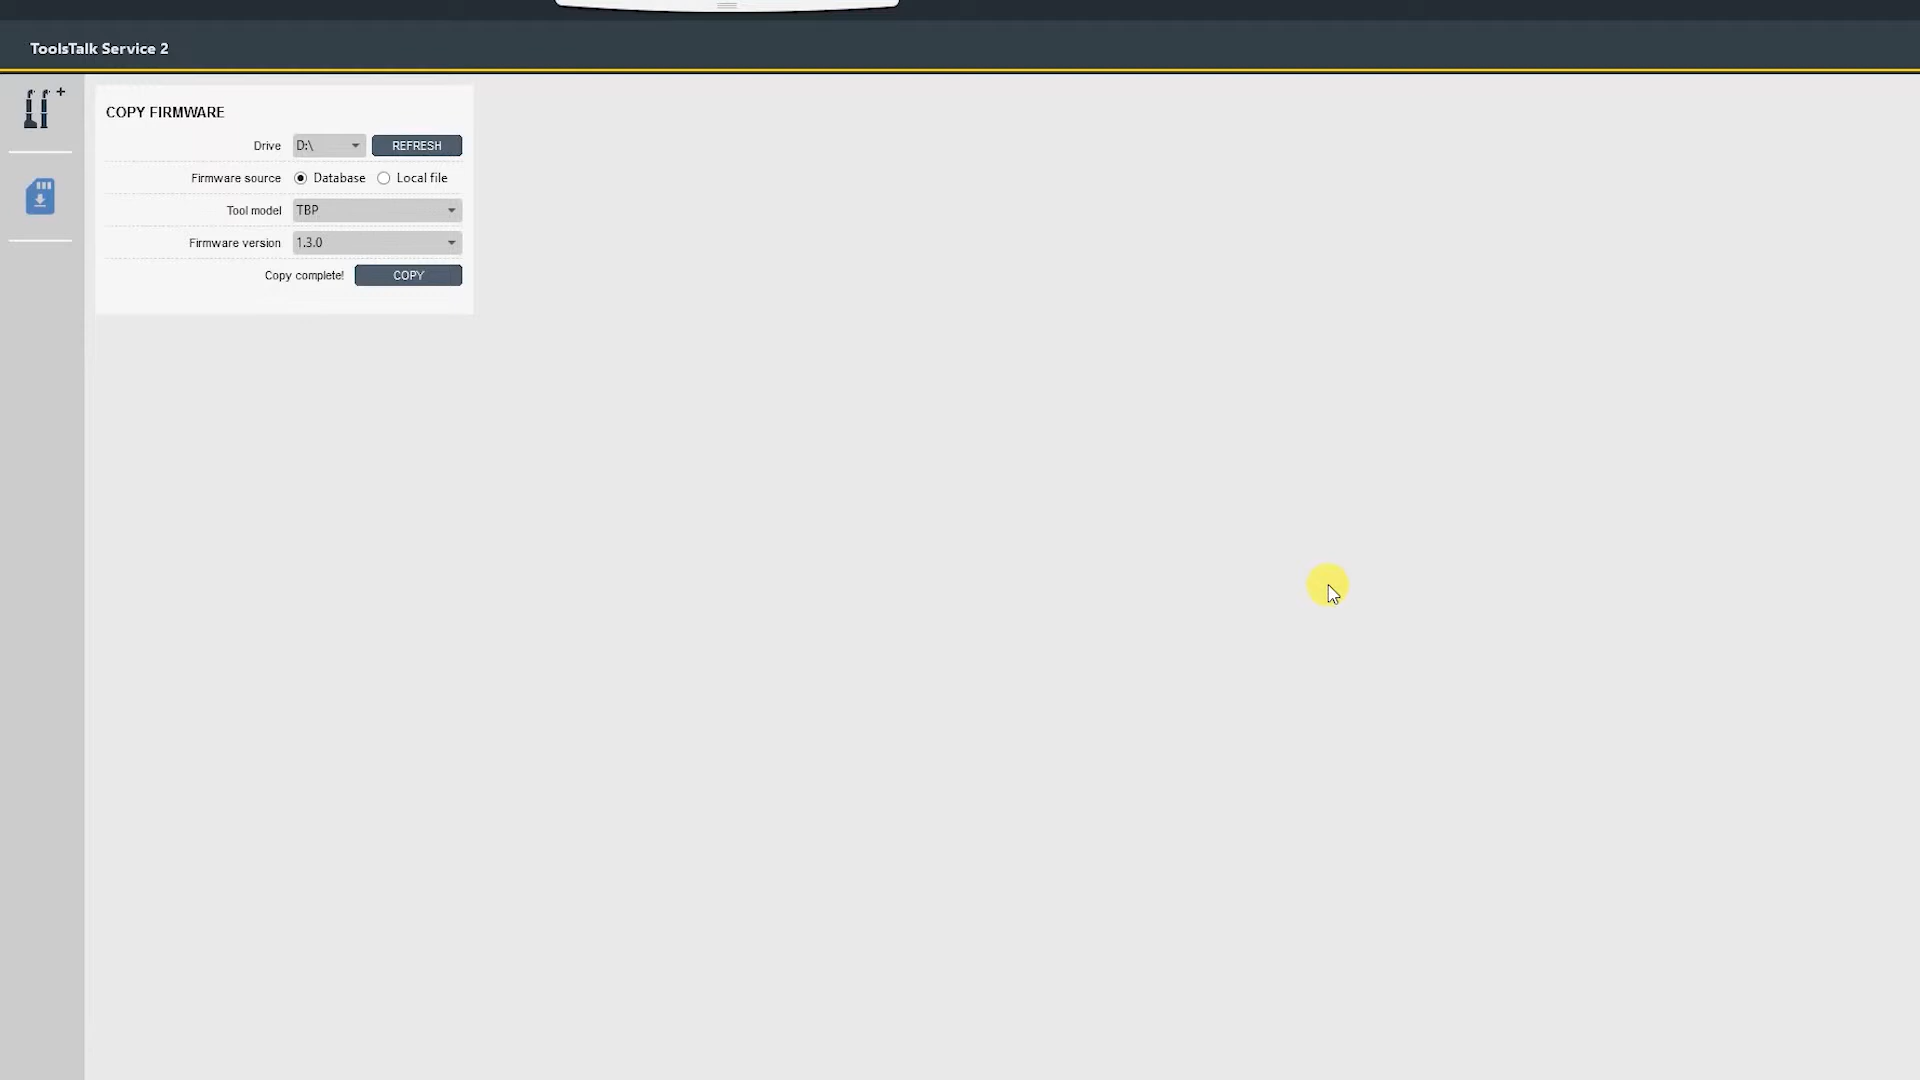 ToolsTalk Service 2
COPY FIRMWARE
Drive D:\ REFRESH
Firmware source Database Local file
Tool model TBP
Firmware version 1.3.0
Copy complete! COPY